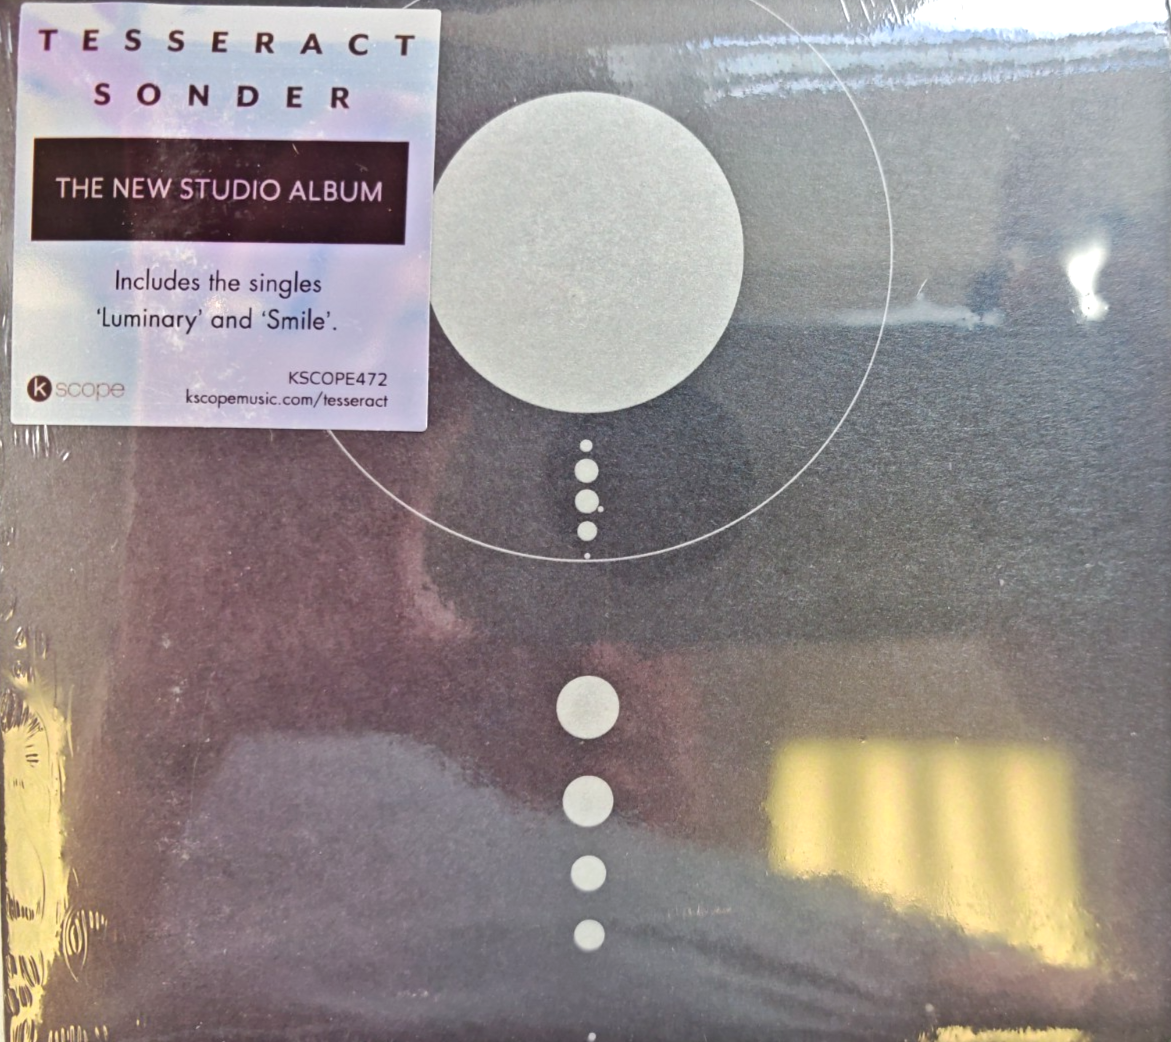 TESSERACT
SONDER
THE NEW STUDIO ALBUM
Includes the singles
‘Luminary’ and ‘Smile’.
KSCOPE472
kscope
kscopemusic.com/tesseract